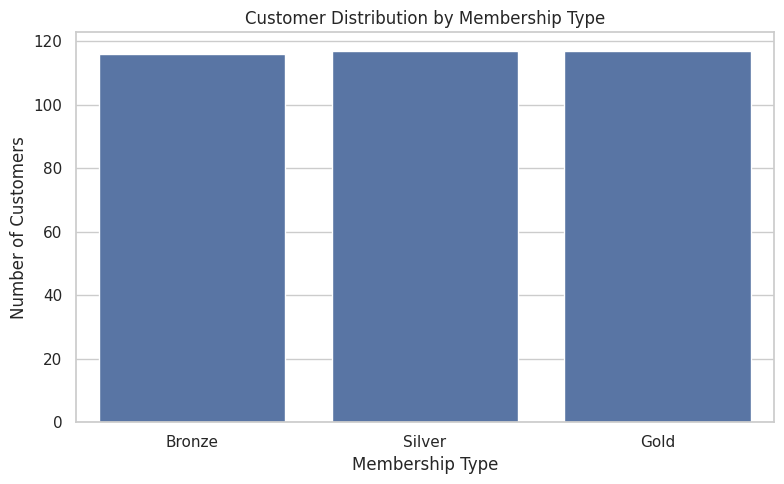 Customer Distribution by Membership Type
Number of Customers
120
100
80
60
40
20
0
Bronze Silver Gold
Membership Type